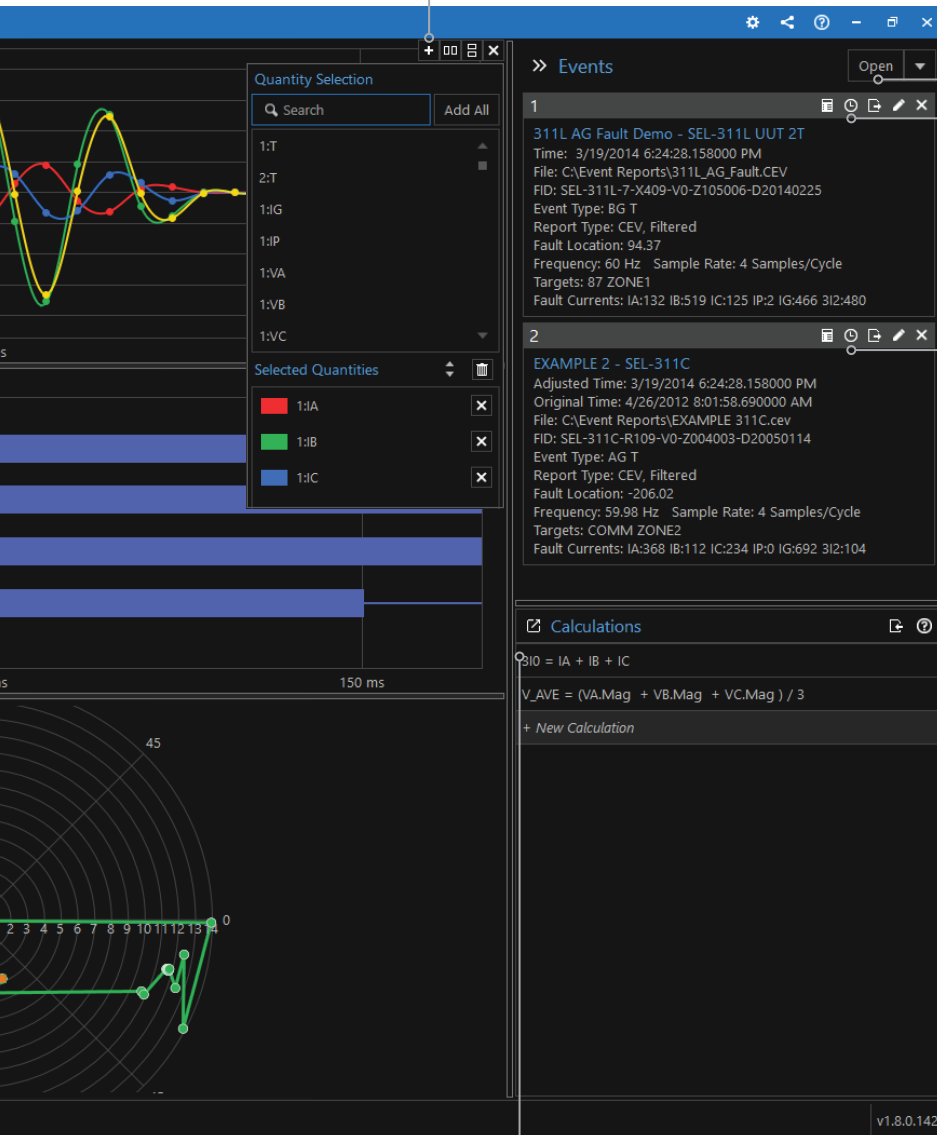 Quantity Selection
Search
Add All
1:T
2:T
1:IG
1:IP
1:VA
1:VB
1:VC
Selected Quantities
1:IA
1:IB
1:IC
s
s
150 ms
45
0
2 3 4 5 6 7 8 9 10 11 12 13 14
Events
Open
1
311L AG Fault Demo - SEL-311L UUT 2T
Time: 3/19/2014 6:24:28.158000 PM
File: C:\Event Reports\311L_AG_Fault.CEV
FID: SEL-311L-7-X409-V0-Z105006-D20140225
Event Type: BG T
Report Type: CEV, Filtered
Fault Location: 94.37
Frequency: 60 Hz Sample Rate: 4 Samples/Cycle
Targets: 87 ZONE1
Fault Currents: IA:132 IB:519 IC:125 IP:2 IG:466 3I2:480
2
EXAMPLE 2 - SEL-311C
Adjusted Time: 3/19/2014 6:24:28.158000 PM
Original Time: 4/26/2012 8:01:58.690000 AM
File: C:\Event Reports\EXAMPLE 311C.cev
FID: SEL-311C-R109-V0-Z004003-D20050114
Event Type: AG T
Report Type: CEV, Filtered
Fault Location: -206.02
Frequency: 59.98 Hz Sample Rate: 4 Samples/Cycle
Targets: COMM ZONE2
Fault Currents: IA:368 IB:112 IC:234 IP:0 IG:692 3I2:104
Calculations
3I0 = IA + IB + IC
V_AVE = (VA.Mag + VB.Mag + VC.Mag ) / 3
+ New Calculation
v1.8.0.142